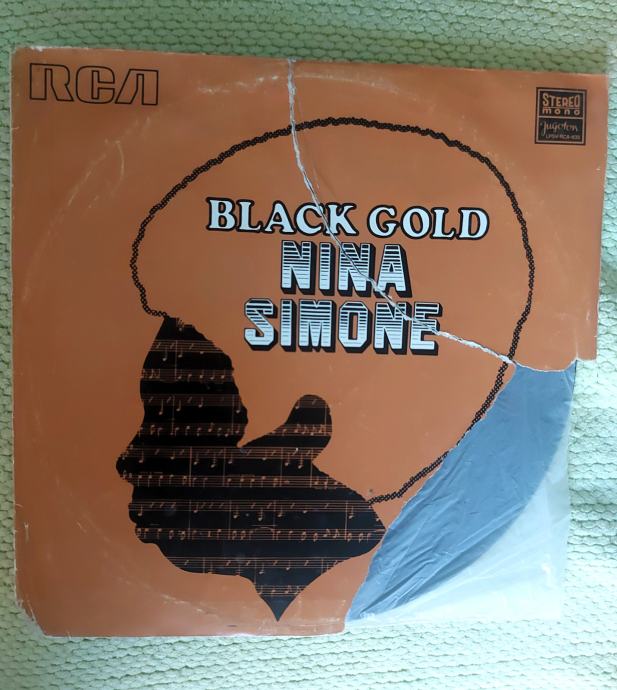 RCA
STEREO
mono
Jugoton
BLACK GOLD
NINA
SIMONE